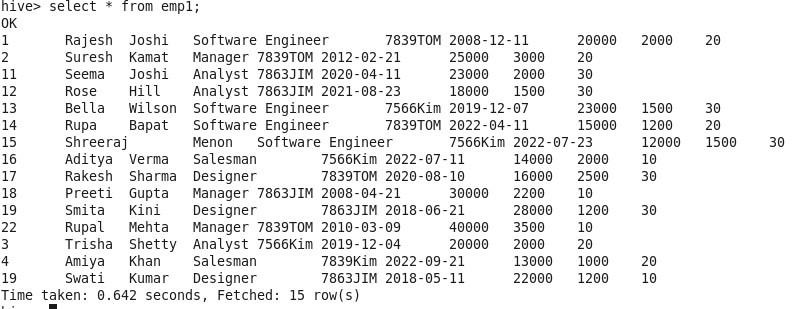 hive> select * from emp1;
OK
1 Rajesh Joshi Software Engineer 7839TOM 2008-12-11 20000 2000 20
2 Suresh Kamat Manager 7839TOM 2012-02-21 25000 3000 20
11 Seema Joshi Analyst 7863JIM 2020-04-11 23000 2000 30
12 Rose Hill Analyst 7863JIM 2021-08-23 18000 1500 30
13 Bella Wilson Software Engineer 7566Kim 2019-12-07 23000 1500 30
14 Rupa Bapat Software Engineer 7839TOM 2022-04-11 15000 1200 20
15 Shreeraj Menon Software Engineer 7566Kim 2022-07-23 12000 1500 30
16 Aditya Verma Salesman 7566Kim 2022-07-11 14000 2000 10
17 Rakesh Sharma Designer 7839TOM 2020-08-10 16000 2500 30
18 Preeti Gupta Manager 7863JIM 2008-04-21 30000 2200 10
19 Smita Kini Designer 7863JIM 2018-06-21 28000 1200 30
22 Rupal Mehta Manager 7839TOM 2010-03-09 40000 3500 10
3 Trisha Shetty Analyst 7566Kim 2019-12-04 20000 2000 20
4 Amiya Khan Salesman 7839Kim 2022-09-21 13000 1000 20
19 Swati Kumar Designer 7863JIM 2018-05-11 22000 1200 10
Time taken: 0.642 seconds, Fetched: 15 row(s)